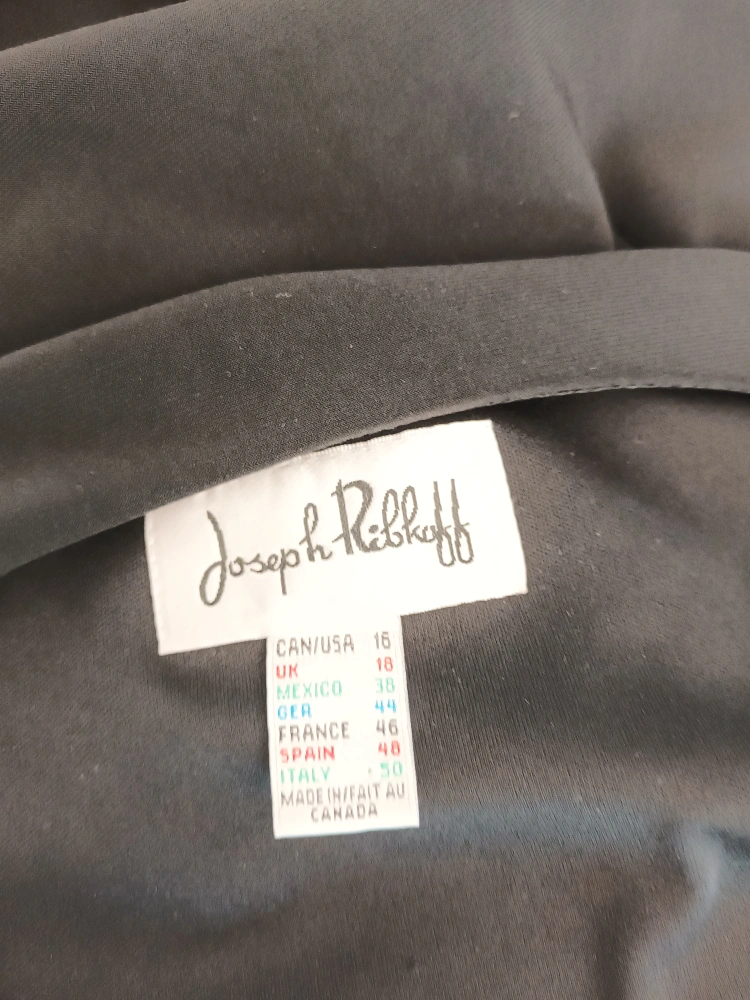 Joseph Ribkoff
CAN/USA 16
UK 18
MEXICO 38
GER 44
FRANCE 46
SPAIN 48
ITALY 50
MADE IN/FAIT AU
CANADA